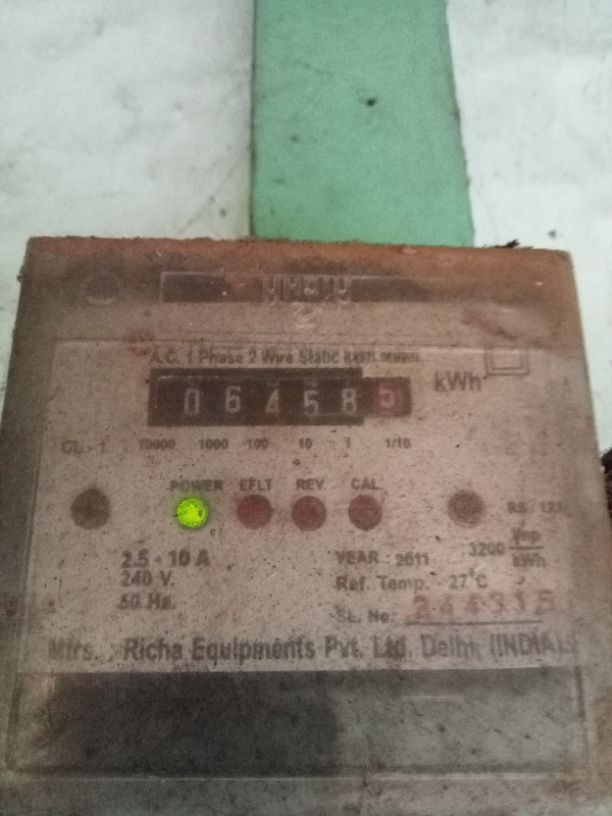 A.C. 1 Phase 2 Wire Static kWh Meter
0 6 4 5 8 5 kWh
CL - 1 10000 1000 100 10 1 1/10
POWER EFLT REV CAL
2.5 - 10 A
240 V.
50 Hz.
YEARː 2011 3200 Imp/kWh
Ref. Temp. 27°C
SL. No. 244315
Mfrs. : Richa Equipments Pvt. Ltd. Delhi, (INDIA)